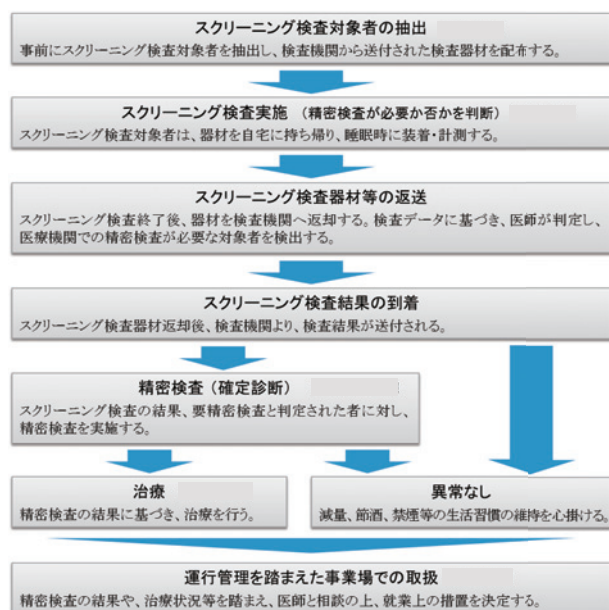 スクリーニング検査対象者の抽出
事前にスクリーニング検査対象者を抽出し、検査機関から送付された検査器材を配布する。
スクリーニング検査実施 （精密検査が必要か否かを判断）
スクリーニング検査対象者は、器材を自宅に持ち帰り、睡眠時に装着・計測する。
スクリーニング検査器材等の返送
スクリーニング検査終了後、器材を検査機関へ返却する。検査データに基づき、医師が判定し、
医療機関での精密検査が必要な対象者を検出する。
スクリーニング検査結果の到着
スクリーニング検査器材返却後、検査機関より、検査結果が送付される。
精密検査（確定診断）
スクリーニング検査の結果、要精密検査と判定された者に対し、
精密検査を実施する。
治療
精密検査の結果に基づき、治療を行う。
異常なし
減量、節酒、禁煙等の生活習慣の維持を心掛ける。
運行管理を踏まえた事業場での取扱
精密検査の結果や、治療状況等を踏まえ、医師と相談の上、就業上の措置を決定する。